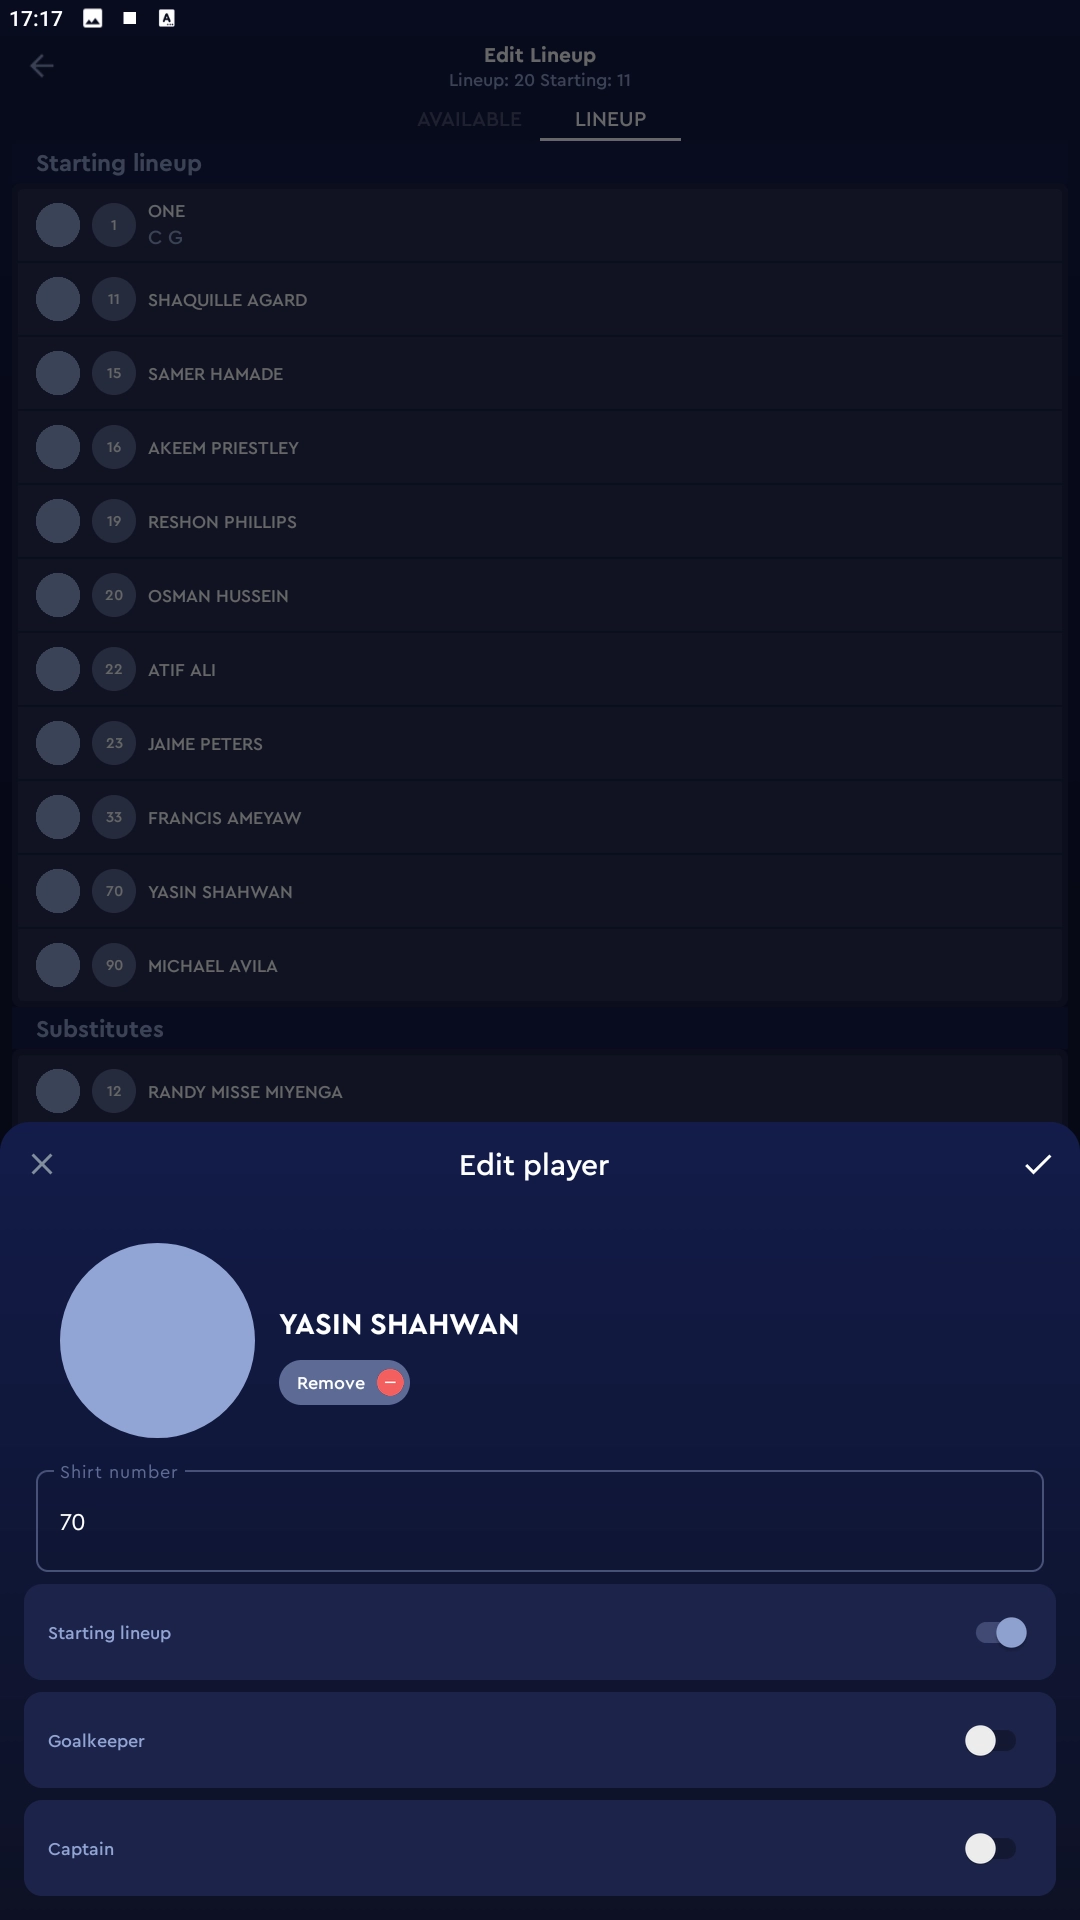 17:17
A
Edit Lineup
Lineup: 20 Starting: 11
AVAILABLE LINEUP
Starting lineup
1 ONE
C G
11 SHAQUILLE AGARD
15 SAMER HAMADE
16 AKEEM PRIESTLEY
19 RESHON PHILLIPS
20 OSMAN HUSSEIN
22 ATIF ALI
23 JAIME PETERS
33 FRANCIS AMEYAW
70 YASIN SHAHWAN
90 MICHAEL AVILA
Substitutes
12 RANDY MISSE MIYENGA
Edit player
YASIN SHAHWAN
Remove
Shirt number
70
Starting lineup
Goalkeeper
Captain